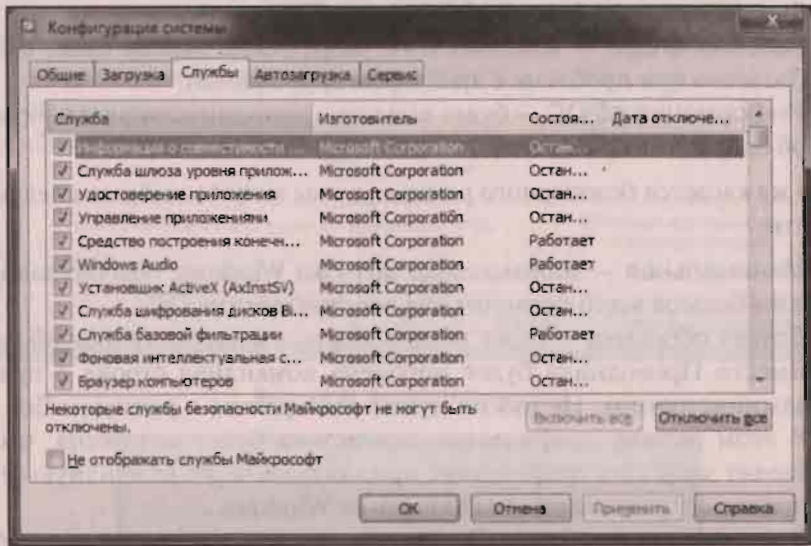 Конфигурация системы
Общие Загрузка Службы Автозагрузка Сервис
Служба Изготовитель Состоя... Дата отключе...
Информация о совместимости ... Microsoft Corporation Остан...
Служба шлюза уровня прилож... Microsoft Corporation Остан...
Удостоверение приложения Microsoft Corporation Остан...
Управление приложениями Microsoft Corporation Остан...
Средство построения конечн... Microsoft Corporation Работает
Windows Audio Microsoft Corporation Работает
Установщик ActiveX (AxInstSV) Microsoft Corporation Остан...
Служба шифрования дисков Bi... Microsoft Corporation Остан...
Служба базовой фильтрации Microsoft Corporation Работает
Фоновая интеллектуальная с... Microsoft Corporation Остан...
Браузер компьютеров Microsoft Corporation Остан...
Некоторые службы безопасности Майкрософт не могут быть
отключены.
Включить все Отключить все
Не отображать службы Майкрософт
ОК Отмена Применить Справка